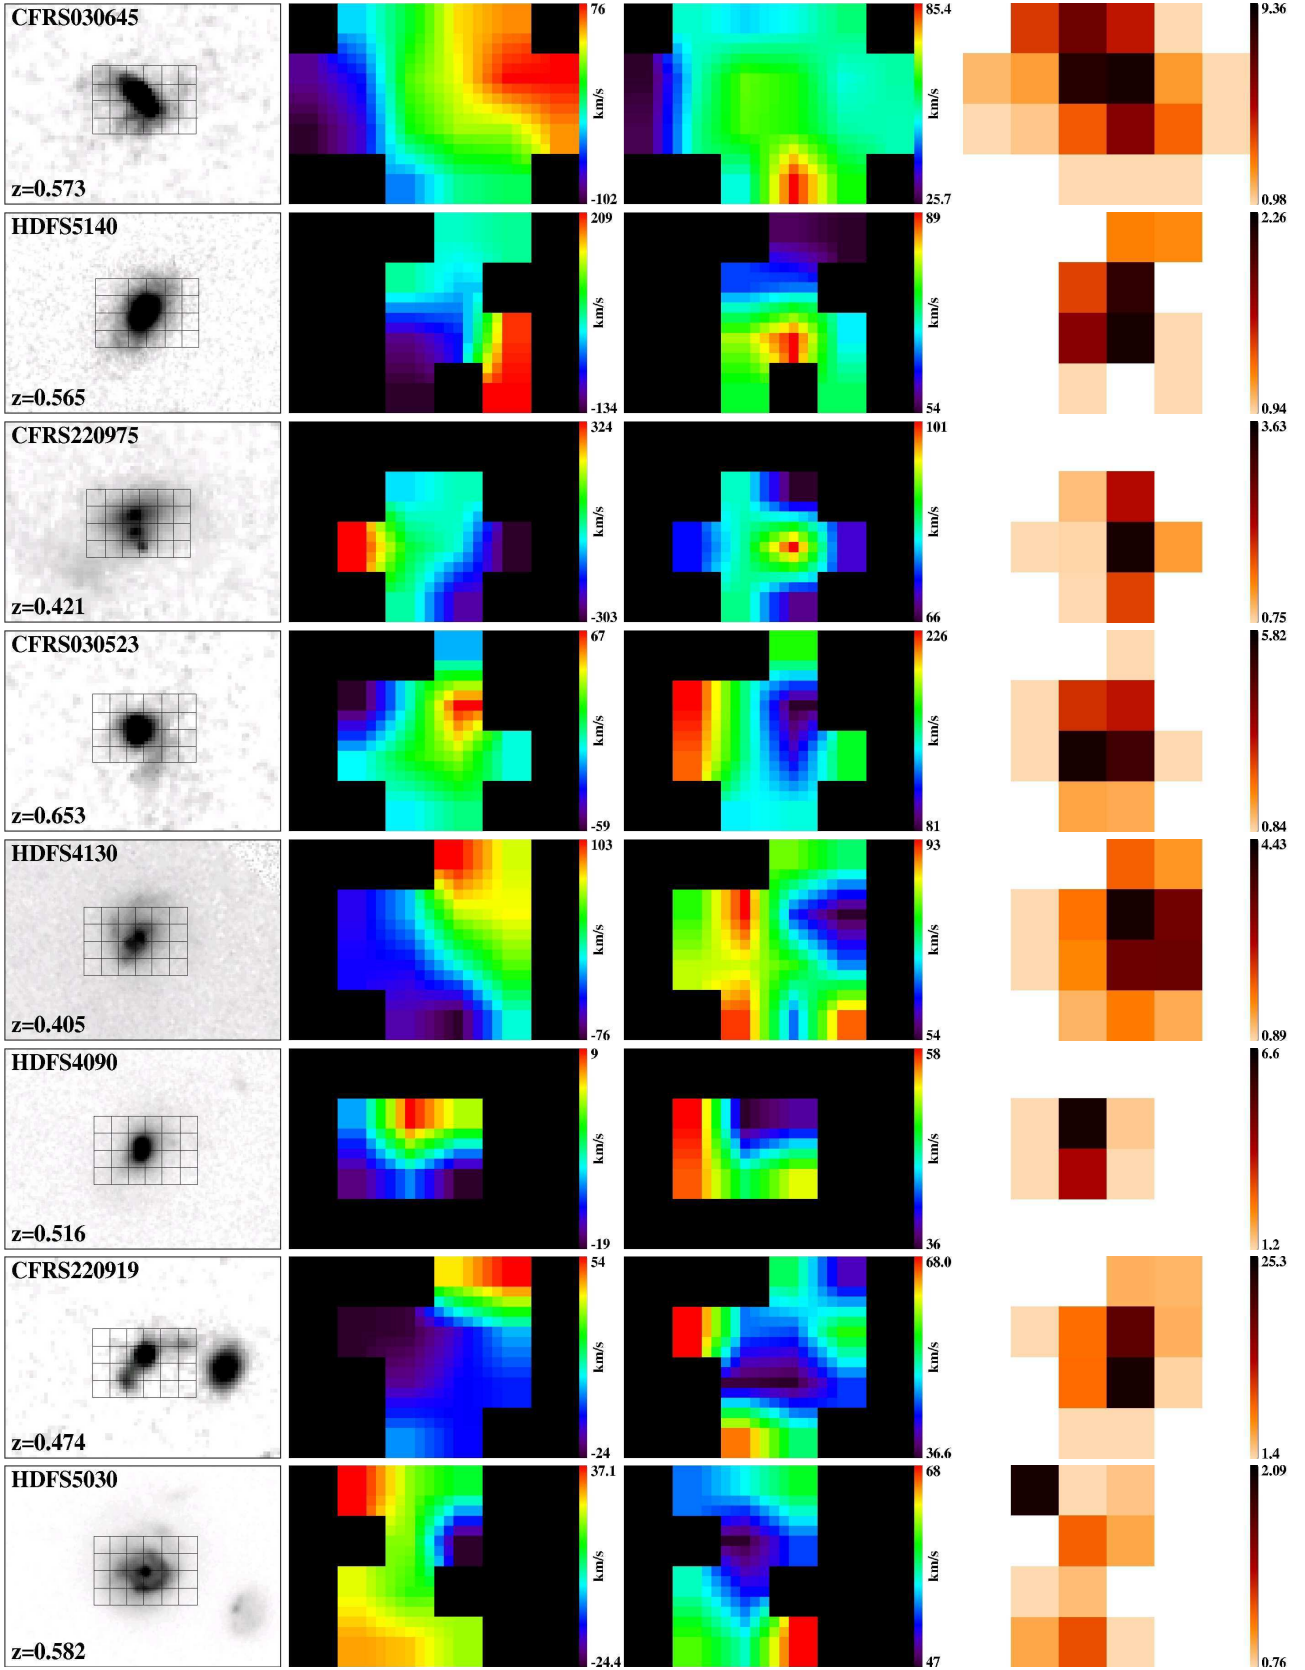 CFRS030645
z=0.573
76
km/s
-102
85.4
km/s
25.7
9.36
0.98
HDFS5140
z=0.565
209
km/s
-134
89
km/s
54
2.26
0.94
CFRS220975
z=0.421
324
km/s
-303
101
km/s
66
3.63
0.75
CFRS030523
z=0.653
67
km/s
-59
226
km/s
81
5.82
0.84
HDFS4130
z=0.405
103
km/s
-76
93
km/s
54
4.43
0.89
HDFS4090
z=0.516
9
km/s
-19
58
km/s
36
6.6
1.2
CFRS220919
z=0.474
54
km/s
-24
68.0
km/s
36.6
25.3
1.4
HDFS5030
z=0.582
37.1
km/s
-24.4
68
km/s
47
2.09
0.76